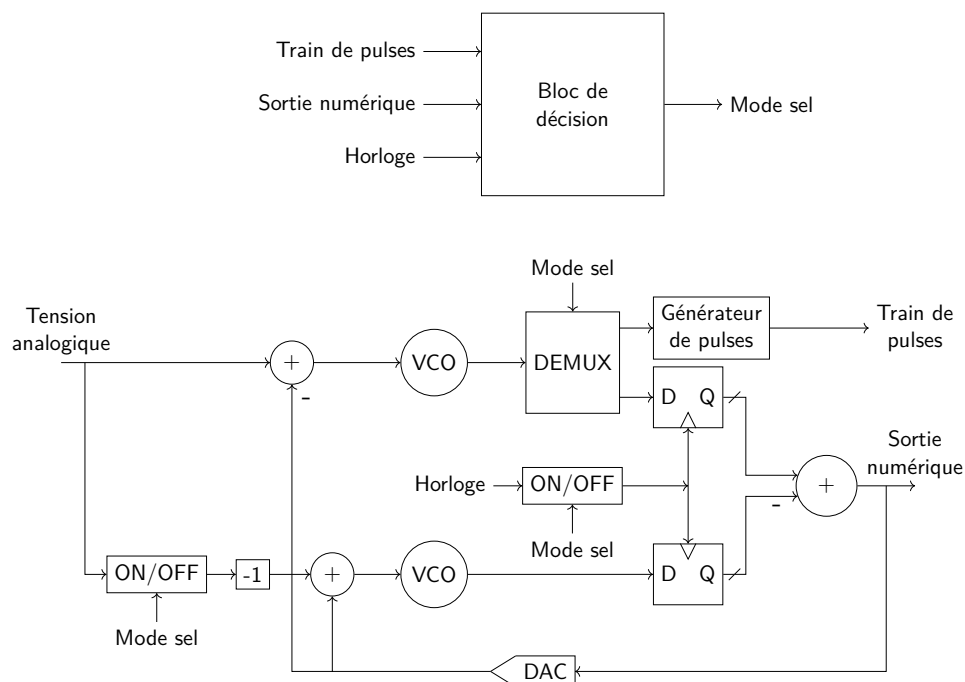 Train de pulses
Sortie numérique
Horloge
Bloc de
décision
Mode sel
Mode sel
Tension
analogique
+
-
VCO
DEMUX
Générateur
de pulses
Train de
pulses
D Q
Horloge
ON/OFF
Mode sel
+
-
Sortie
numérique
ON/OFF
Mode sel
-1
+
VCO
D Q
DAC